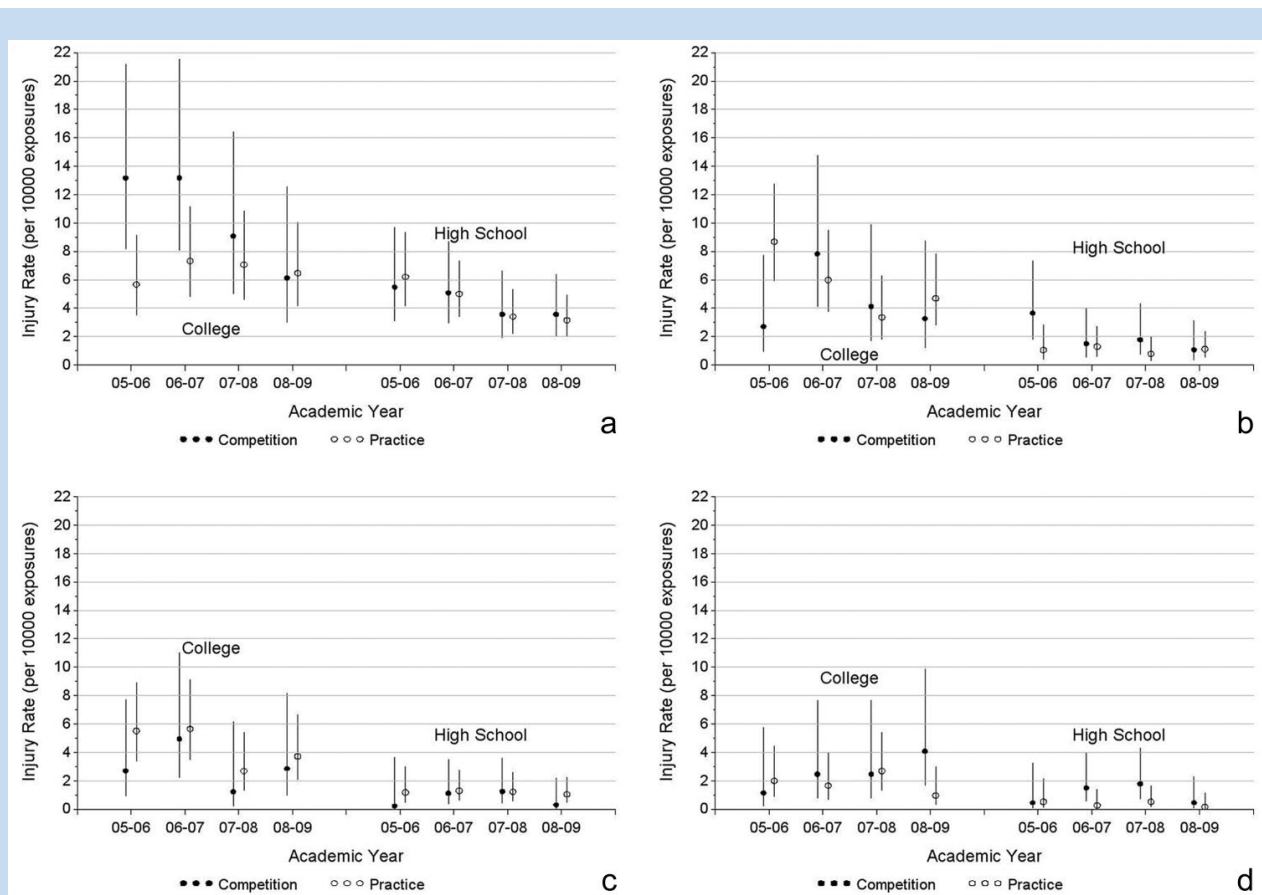 22
20
18
16
14
12
10
8
6
4
2
0
Injury Rate (per 10000 exposures)
High School
College
05-06 06-07 07-08 08-09 05-06 06-07 07-08 08-09
Academic Year
Competition Practice
a
22
20
18
16
14
12
10
8
6
4
2
0
Injury Rate (per 10000 exposures)
High School
College
05-06 06-07 07-08 08-09 05-06 06-07 07-08 08-09
Academic Year
Competition Practice
b
22
20
18
16
14
12
10
8
6
4
2
0
Injury Rate (per 10000 exposures)
College
High School
05-06 06-07 07-08 08-09 05-06 06-07 07-08 08-09
Academic Year
Competition Practice
c
22
20
18
16
14
12
10
8
6
4
2
0
Injury Rate (per 10000 exposures)
College
High School
05-06 06-07 07-08 08-09 05-06 06-07 07-08 08-09
Academic Year
Competition Practice
d